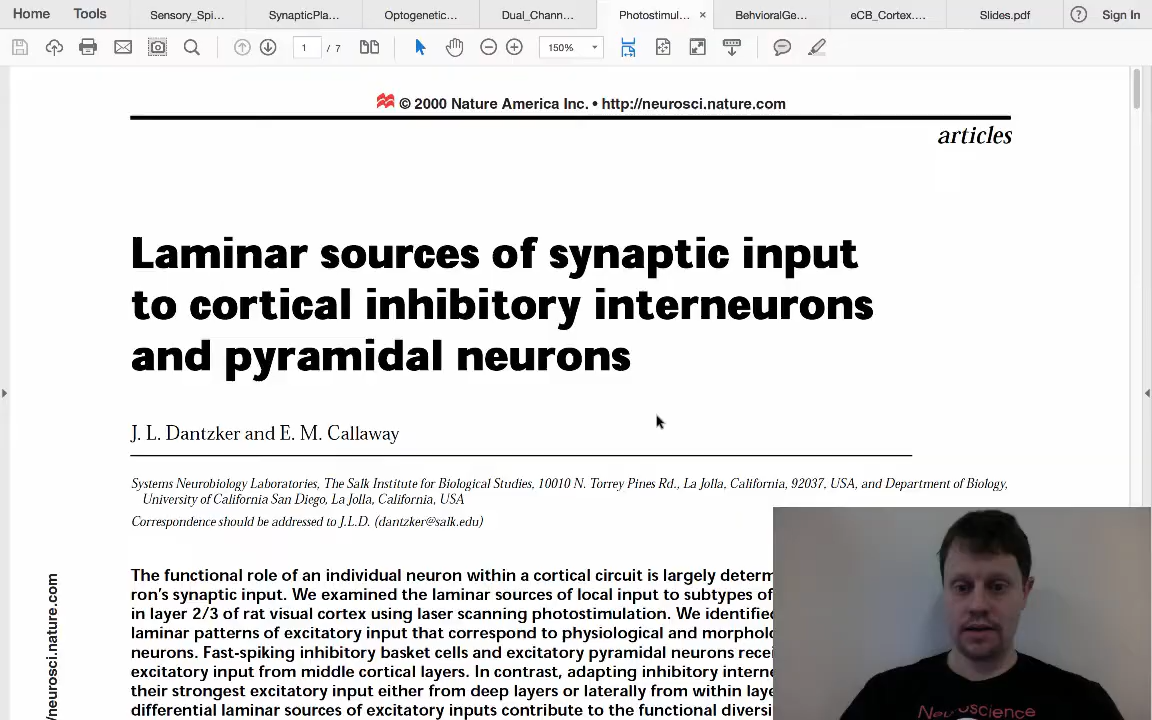 Home Tools Sensory_Spi... SynapticPla... Optogenetic... Dual_Chann... Photostimul... × BehvioralGe... eCB_Cortex.... Slides.pdf ? Sign In
1 / 7 150%
© 2000 Nature America Inc. • http://neurosci.nature.com
articles
Laminar sources of synaptic input
to cortical inhibitory interneurons
and pyramidal neurons
J. L. Dantzker and E. M. Callaway
Systems Neurobiology Laboratories, The Salk Institute for Biological Studies, 10010 N. Torrey Pines Rd., La Jolla, California, 92037, USA, and Department of Biology,
University of California San Diego, La Jolla, California, USA
Correspondence should be addressed to J.L.D. (dantzker@salk.edu)
The functional role of an individual neuron within a cortical circuit is largely determ
ron's synaptic input. We examined the laminar sources of local input to subtypes of
in layer 2/3 of rat visual cortex using laser scanning photostimulation. We identified
laminar patterns of excitatory input that correspond to physiological and morpholo
neurons. Fast-spiking inhibitory basket cells and excitatory pyramidal neurons recei
excitatory input from middle cortical layers. In contrast, adapting inhibitory interne
their strongest excitatory input either from deep layers or laterally from within laye
differential laminar sources of excitatory inputs contribute to the functional diversi
/neurosci.nature.com
Neuroscience